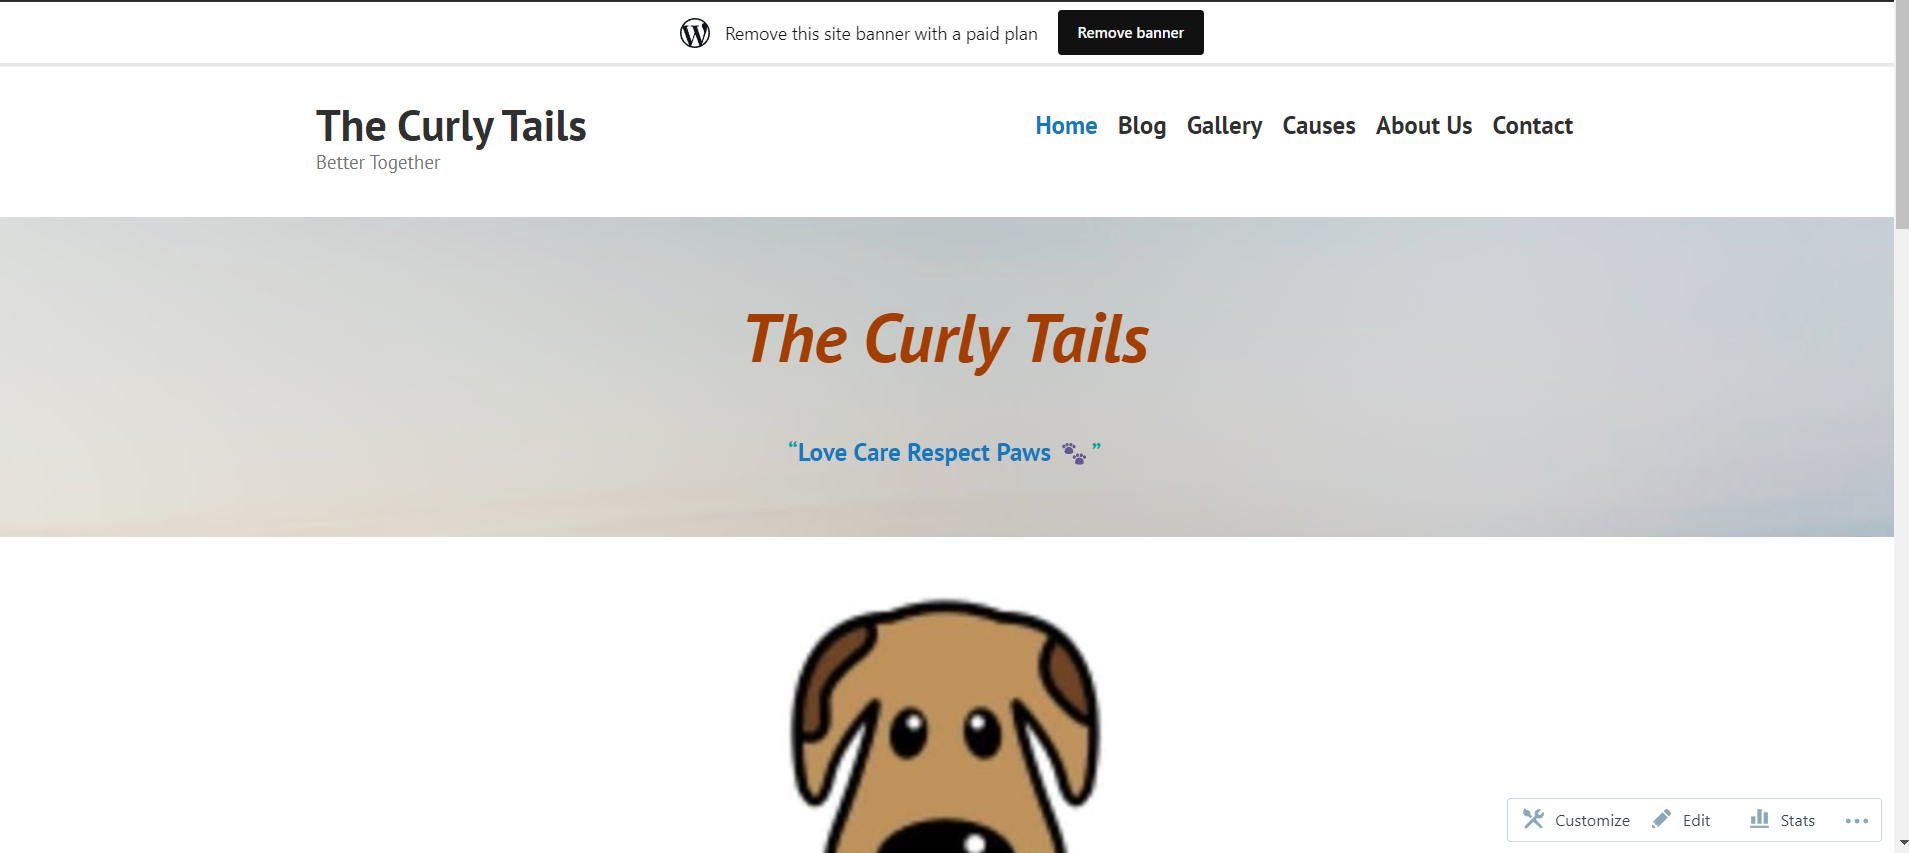 Remove this site banner with a paid plan
Remove banner
The Curly Tails
Better Together
Home Blog Gallery Causes About Us Contact
The Curly Tails
“Love Care Respect Paws 🐾 ”
Customize Edit Stats